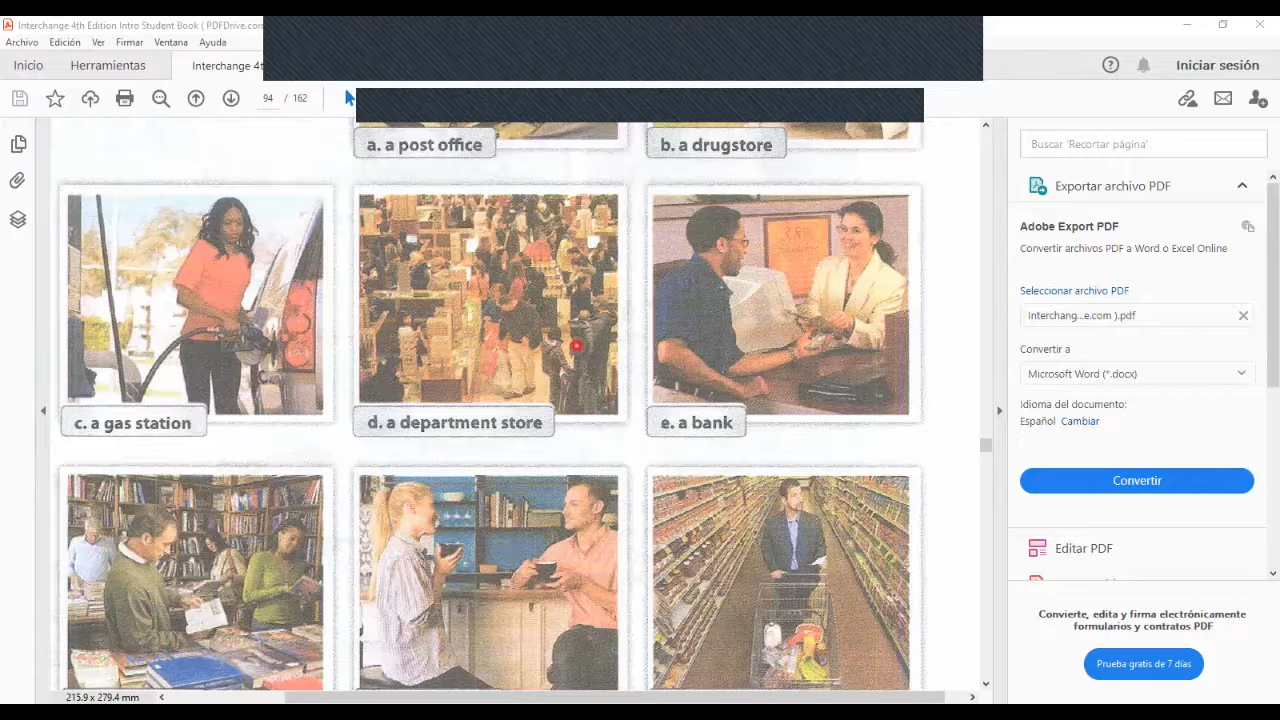 Interchange 4th Edition Intro Student Book ( PDFDrive.com
Archivo Edición Ver Firmar Ventana Ayuda
Inicio Herramientas Interchange 4th
Iniciar sesión
94 / 162
a. a post office
b. a drugstore
c. a gas station
d. a department store
e. a bank
215.9 x 279.4 mm
Buscar 'Recortar página'
Exportar archivo PDF
Adobe Export PDF
Convertir archivos PDF a Word o Excel Online
Seleccionar archivo PDF
Interchang...e.com ).pdf
Convertir a
Microsoft Word (*.docx)
Idioma del documento:
Español Cambiar
Convertir
Editar PDF
Convierte, edita y firma electrónicamente
formularios y contratos PDF
Prueba gratis de 7 días